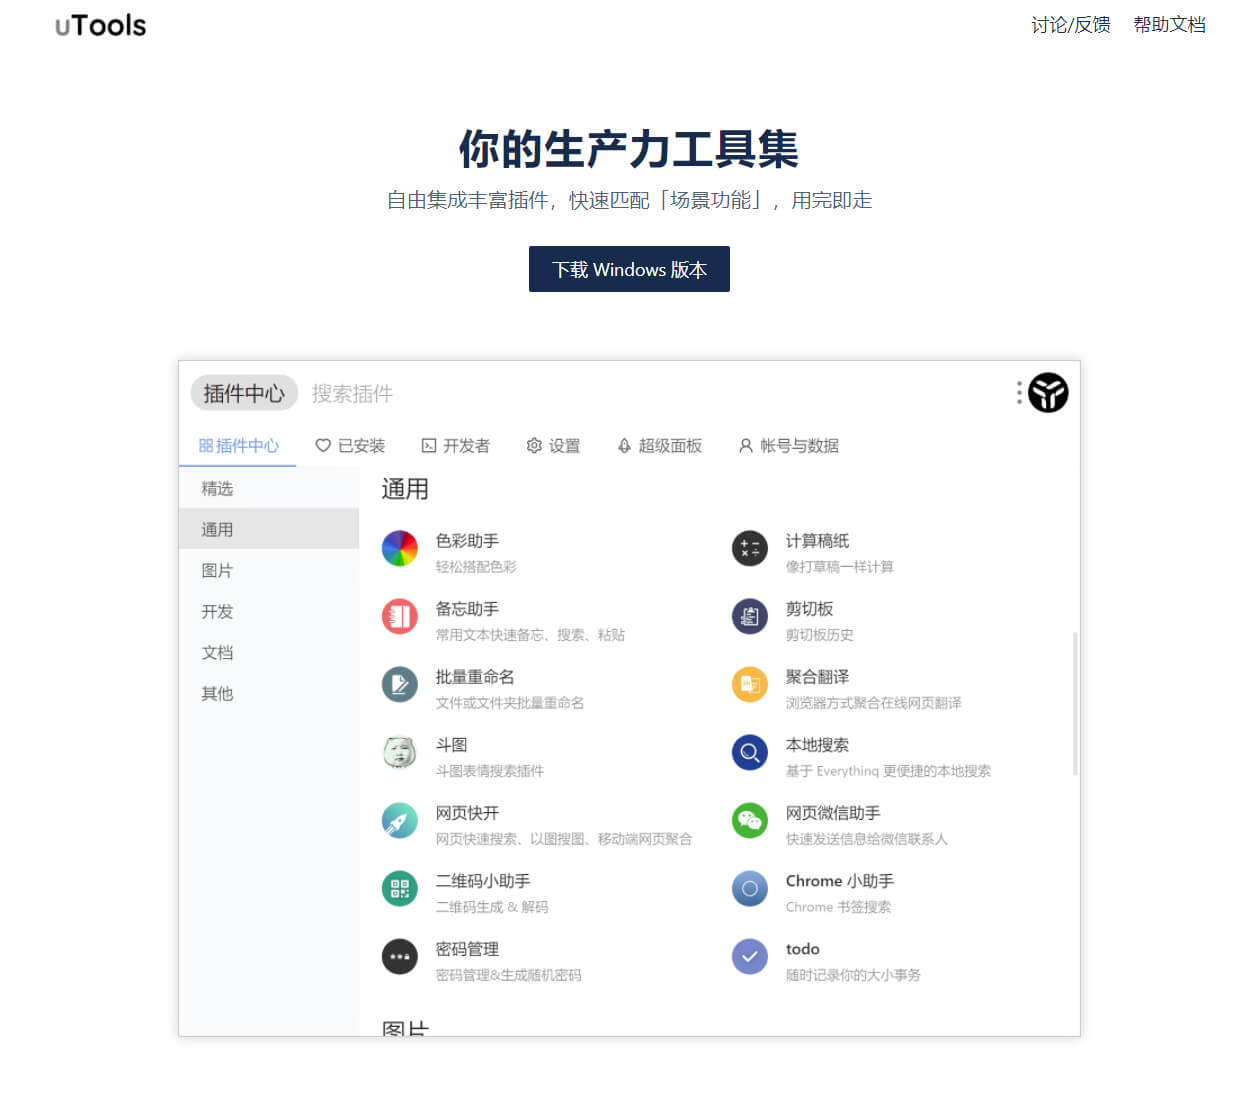 uTools
讨论/反馈 帮助文档
你的生产力工具集
自由集成丰富插件，快速匹配「场景功能」，用完即走
下载 Windows 版本
插件中心 搜索插件
插件中心 已安装 开发者 设置 超级面板 帐号与数据
精选
通用
图片
开发
文档
其他
通用
色彩助手
轻松搭配色彩
计算稿纸
像打草稿一样计算
备忘助手
常用文本快速备忘、搜索、粘贴
剪切板
剪切板历史
批量重命名
文件或文件夹批量重命名
聚合翻译
浏览器方式聚合在线网页翻译
斗图
斗图表情搜索插件
本地搜索
基于 Everything 更便捷的本地搜索
网页快开
网页快速搜索、以图搜图、移动端网页聚合
网页微信助手
快速发送信息给微信联系人
二维码小助手
二维码生成 & 解码
Chrome 小助手
Chrome 书签搜索
密码管理
密码管理&生成随机密码
todo
随时记录你的大小事务
图片